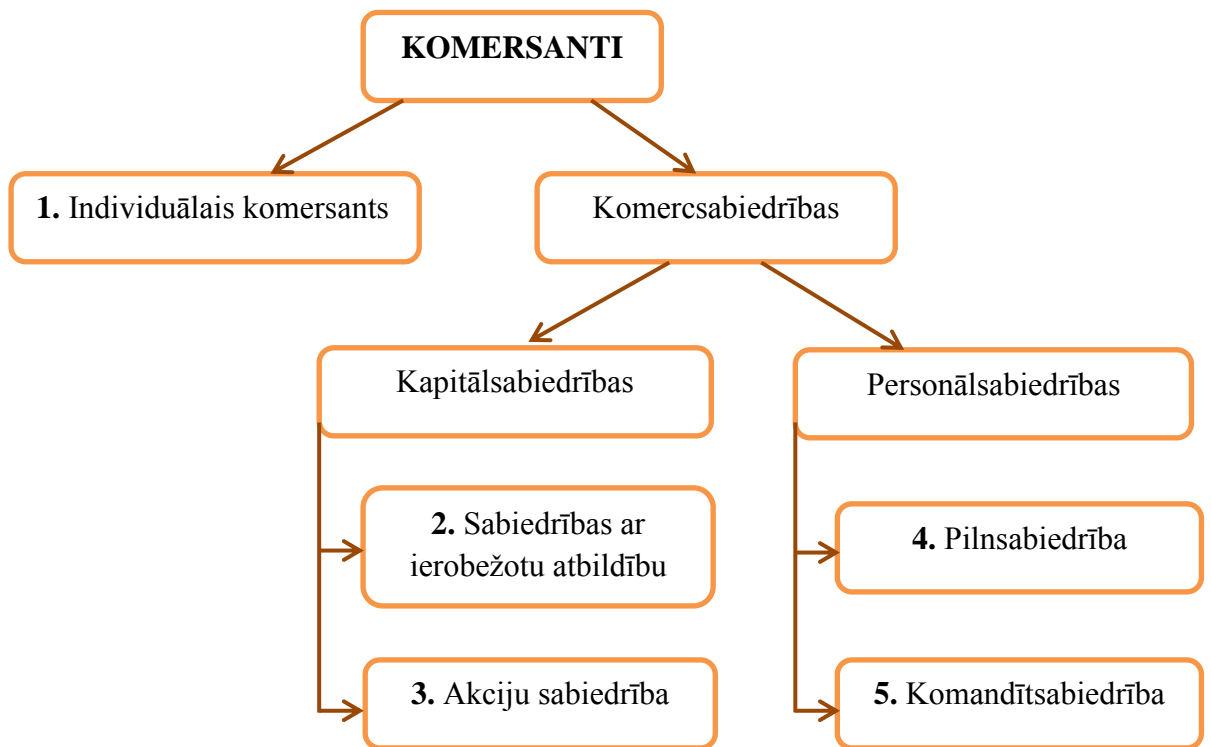 KOMERSANTI
1. Individuālais komersants
Komercsabiedrības
Kapitālsabiedrības
Personālsabiedrības
2. Sabiedrības ar
ierobežotu atbildību
4. Pilnsabiedrība
3. Akciju sabiedrība
5. Komandītsabiedrība